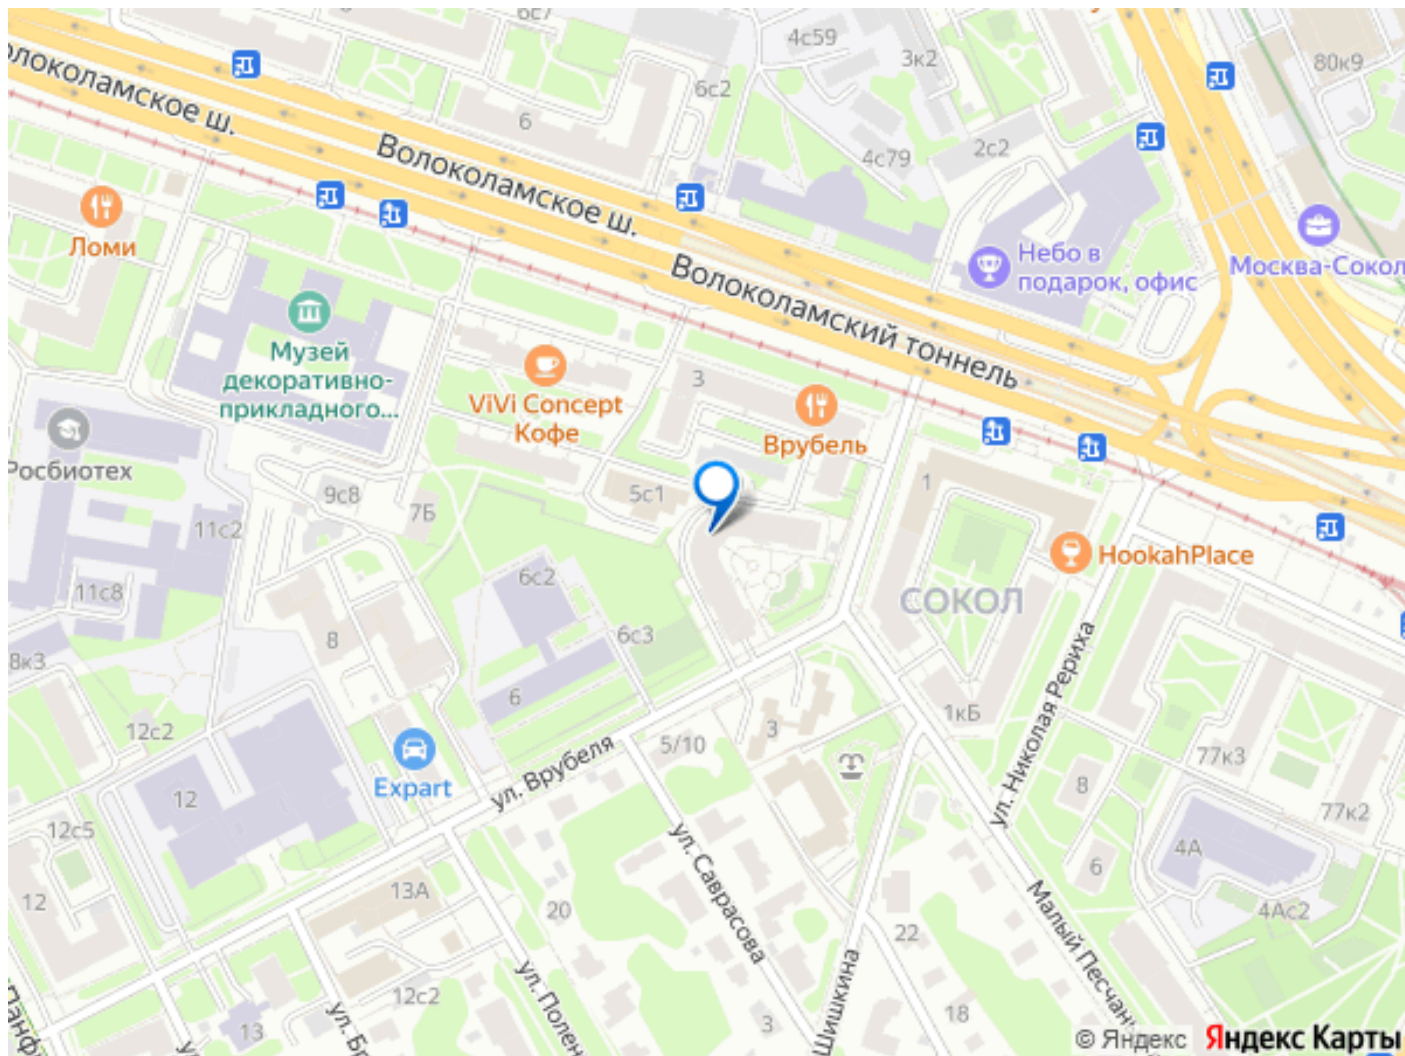 6с7
4с59
3к2
80к9
6с2
олоколамское ш.
6
Волоколамское ш.
2с2
4с79
Ломи
Небо в
подарок, офис
Москва-Сокол
Волоколамский тоннель
Музей
декоративно-
прикладного...
ViVi Concept
Кофе
3
Врубель
Росбиотех
9с8
7Б
5с1
1
11с2
HookahPlace
6с2
11с8
СОКОЛ
8
6с3
8к3
6
1кБ
ул. Николая Рериха
12с2
3
5/10
77к3
ул. Врубеля
Expart
8
12
77к2
12с5
ул. Саврасова
4А
6
13А
12
20
Малый Песчан
4Ас2
22
ул. Полен
Шишкина
12с2
18
13
ул. Бр
3
Панф
© Яндекс Яндекс Карты